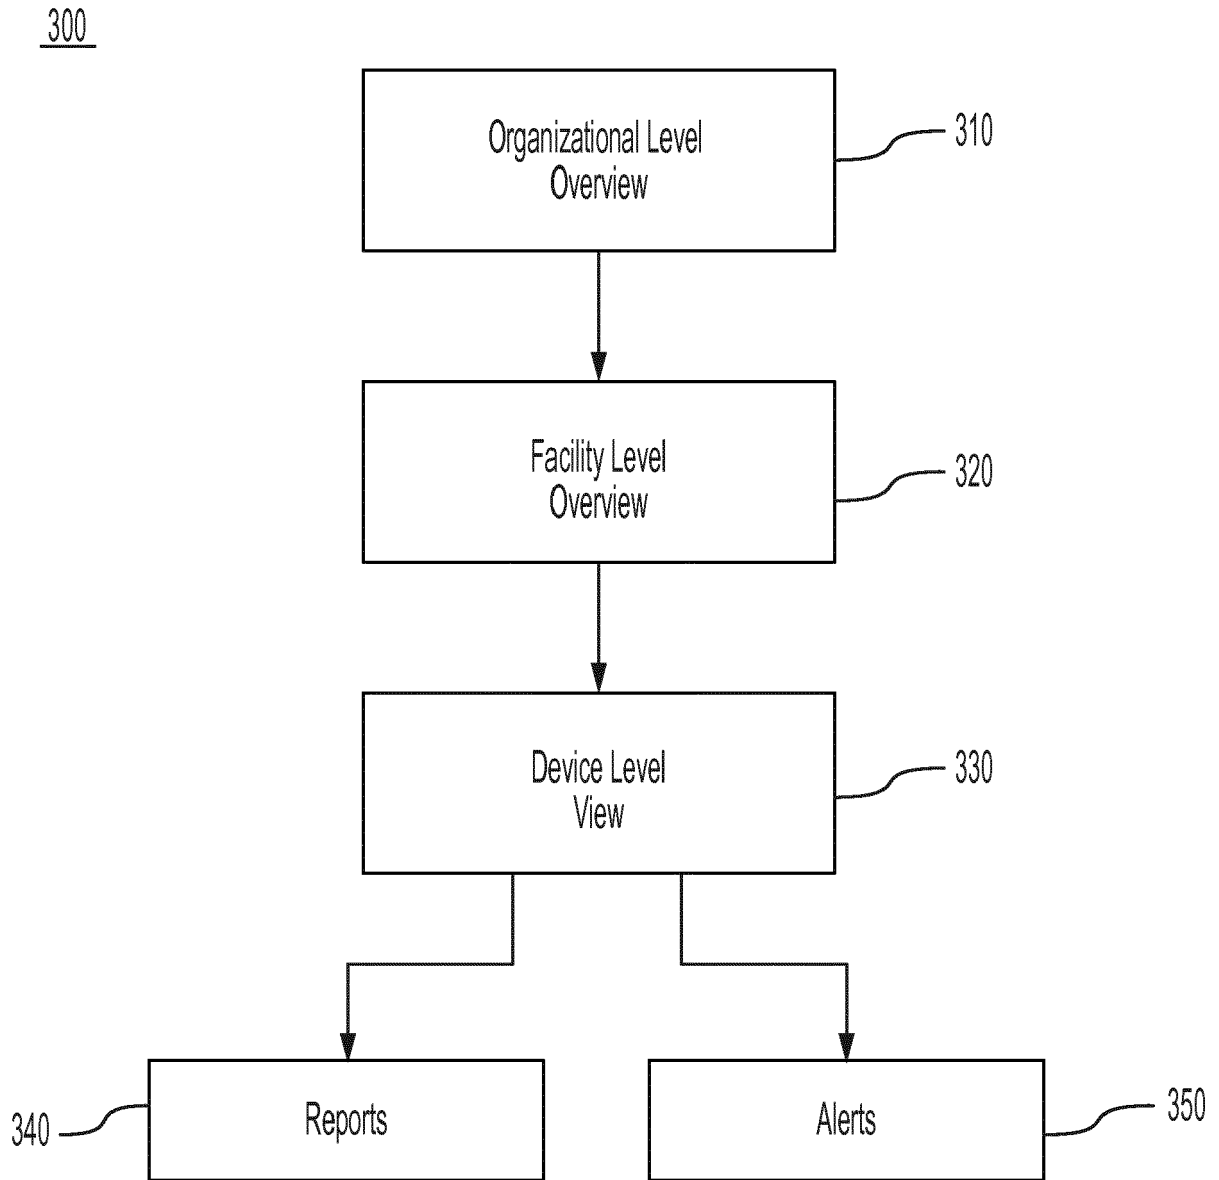 300
Organizational Level
Overview
310
Facility Level
Overview
320
Device Level
View
330
340
Reports
Alerts
350